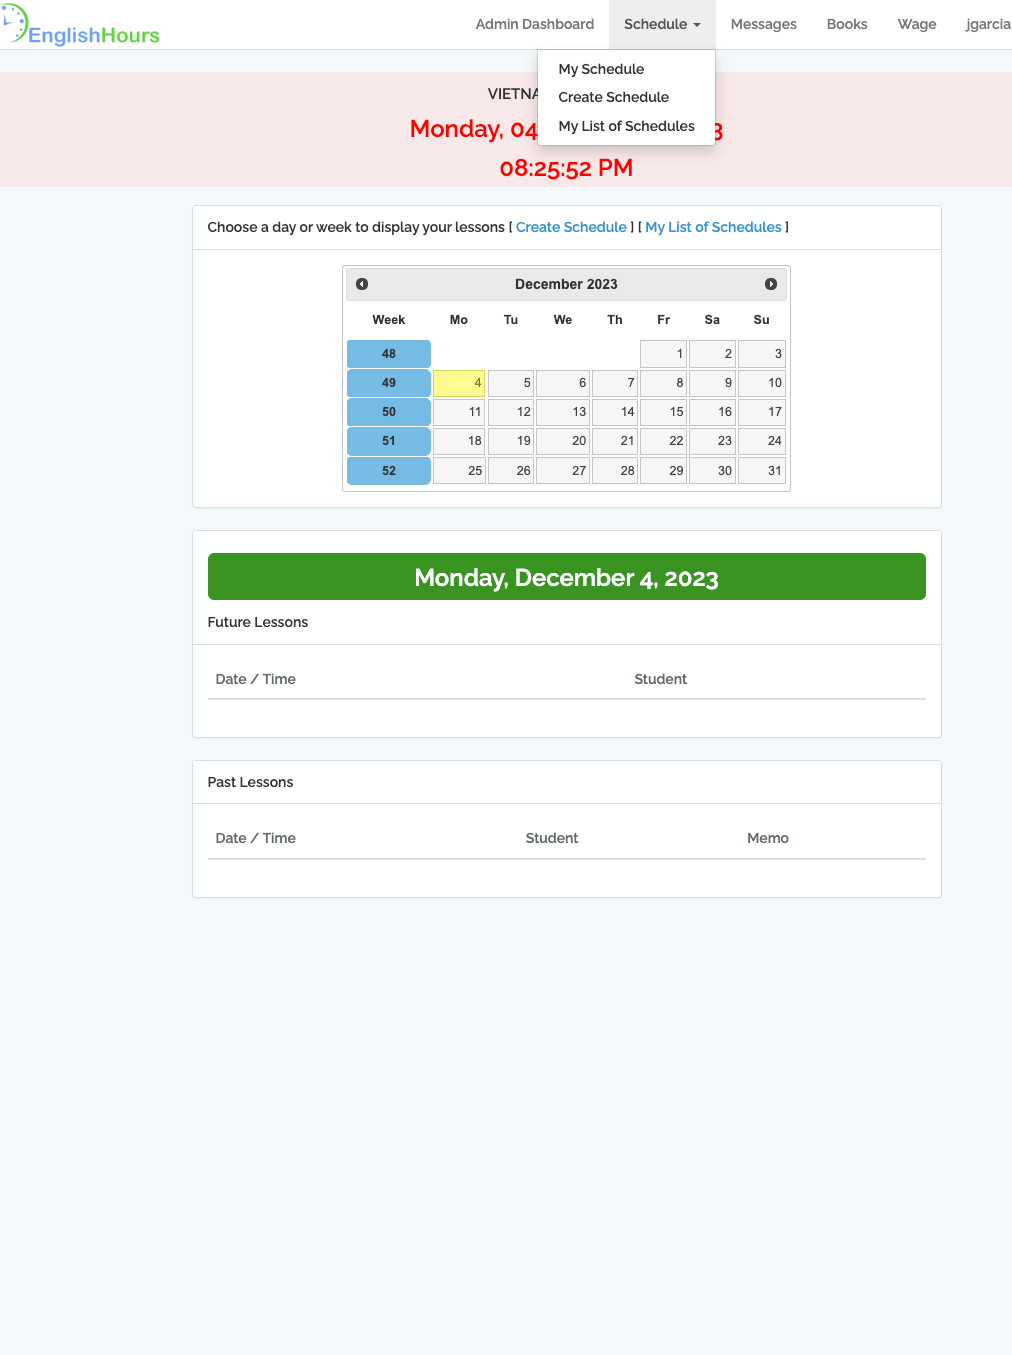 EnglishHours
Admin Dashboard Schedule Messages Books Wage jgarcia
My Schedule
Create Schedule
My List of Schedules
Monday, 04
08:25:52 PM
Choose a day or week to display your lessons [ Create Schedule ] [ My List of Schedules ]
December 2023
Week Mo Tu We Th Fr Sa Su
48 1 2 3
49 4 5 6 7 8 9 10
50 11 12 13 14 15 16 17
51 18 19 20 21 22 23 24
52 25 26 27 28 29 30 31
Monday, December 4, 2023
Future Lessons
Date / Time Student
Past Lessons
Date / Time Student Memo